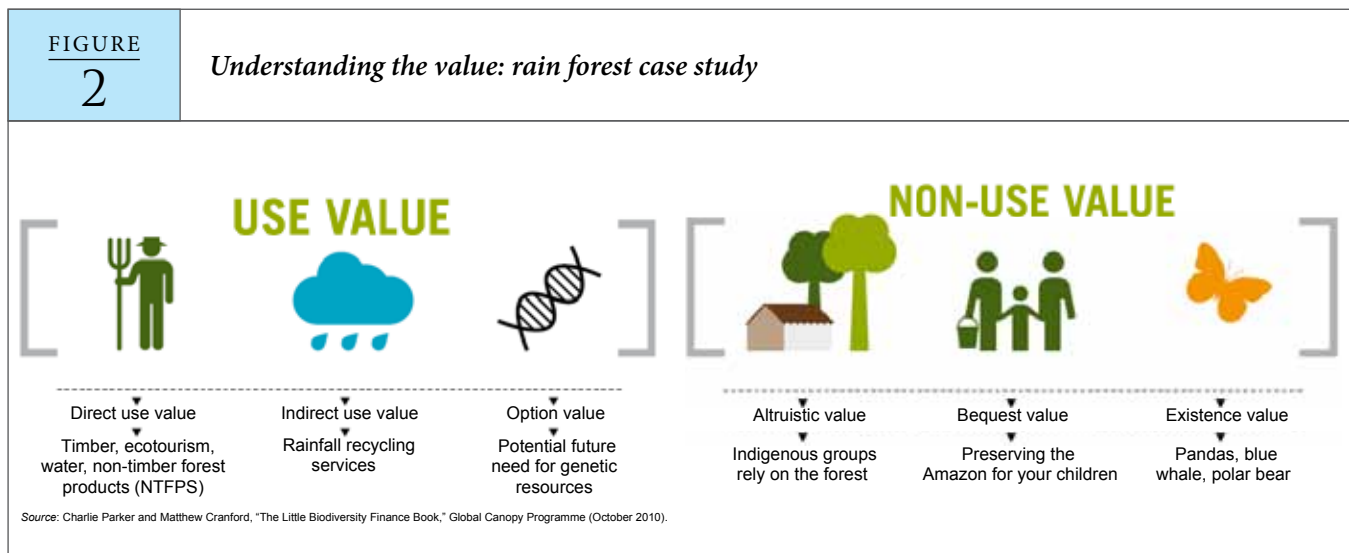 FIGURE
2
Understanding the value: rain forest case study
USE VALUE
Direct use value
Timber, ecotourism,
water, non-timber forest
products (NTFPS)
Indirect use value
Rainfall recycling
services
Option value
Potential future
need for genetic
resources
NON-USE VALUE
Altruistic value
Indigenous groups
rely on the forest
Bequest value
Preserving the
Amazon for your children
Existence value
Pandas, blue
whale, polar bear
Source: Charlie Parker and Matthew Cranford, “The Little Biodiversity Finance Book,” Global Canopy Programme (October 2010).